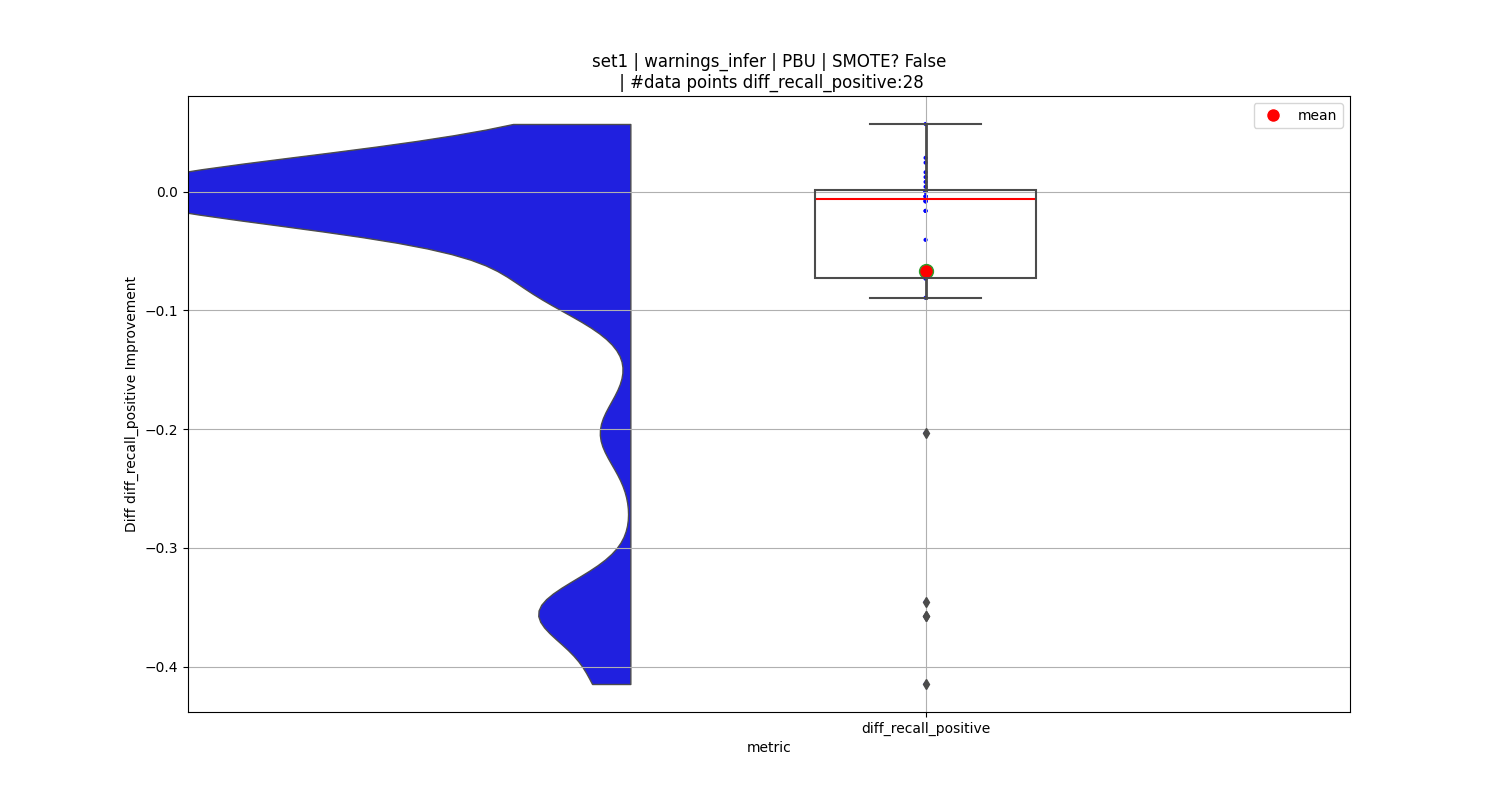 set1 | warnings_infer | PBU | SMOTE? False
| #data points diff_recall_positive:28
mean
0.0
−0.1
−0.2
−0.3
−0.4
Diff diff_recall_positive Improvement
diff_recall_positive
metric